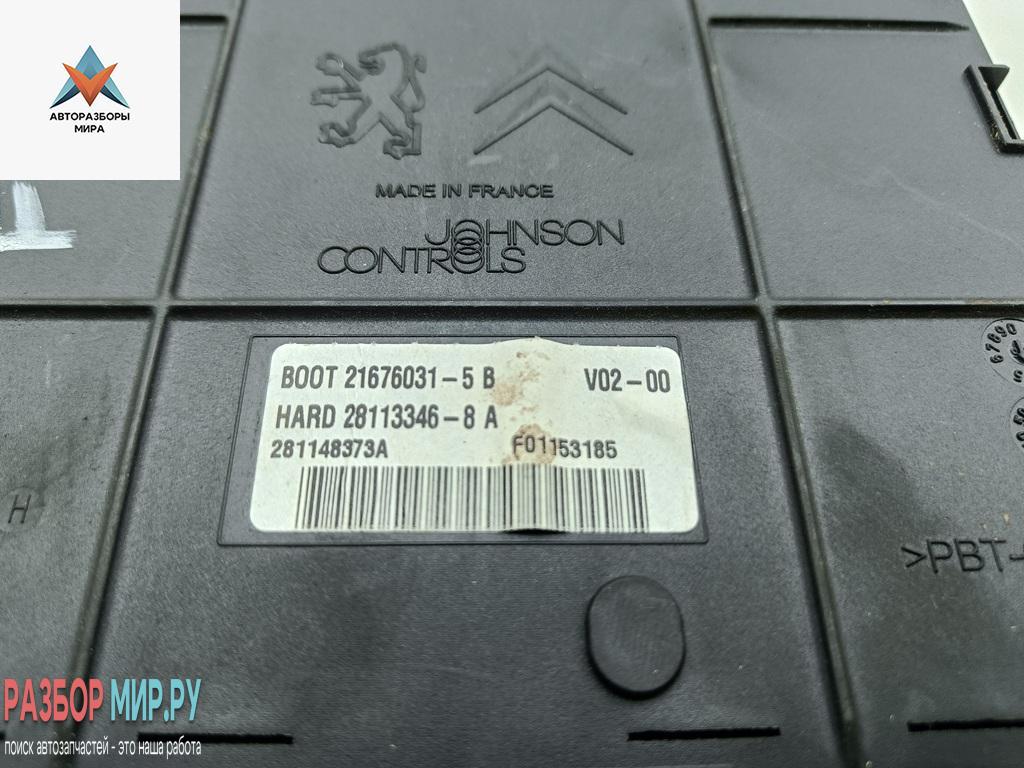 АВТОРАЗБОРЫ
МИРА
MADE IN FRANCE
JOHNSON
CONTROLS
BOOT 21676031-5 B V02-00
HARD 28113346-8 A
281148373A F01153185
H
>PBT-
РАЗБОР МИР.РУ
поиск автозапчастей - это наша работа